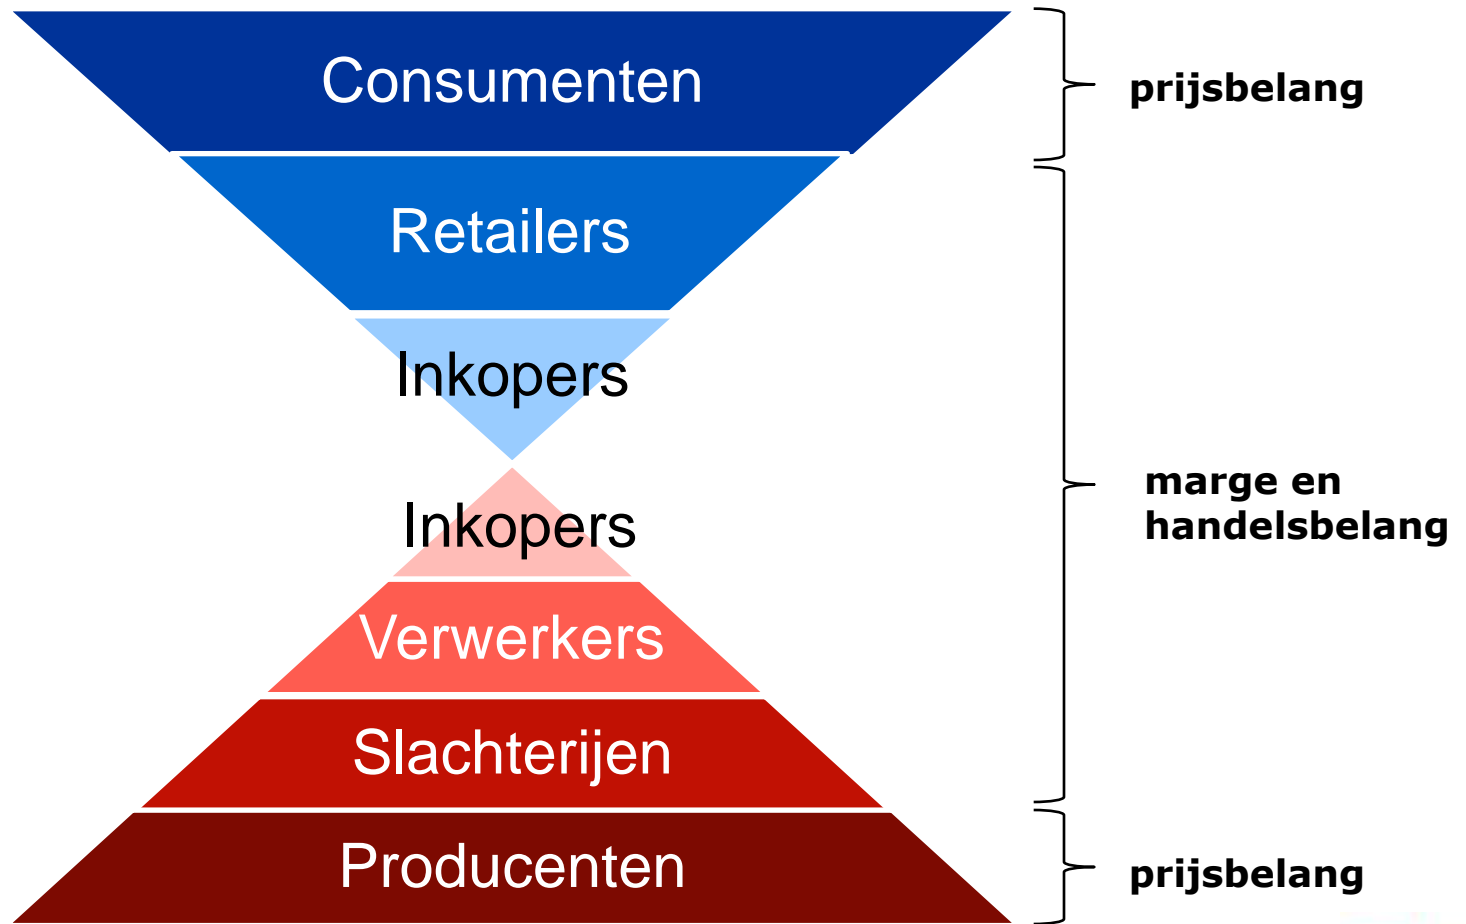 Consumenten
prijsbelang
Retailers
Inkopers
marge en
handelsbelang
Inkopers
Verwerkers
Slachterijen
Producenten
prijsbelang